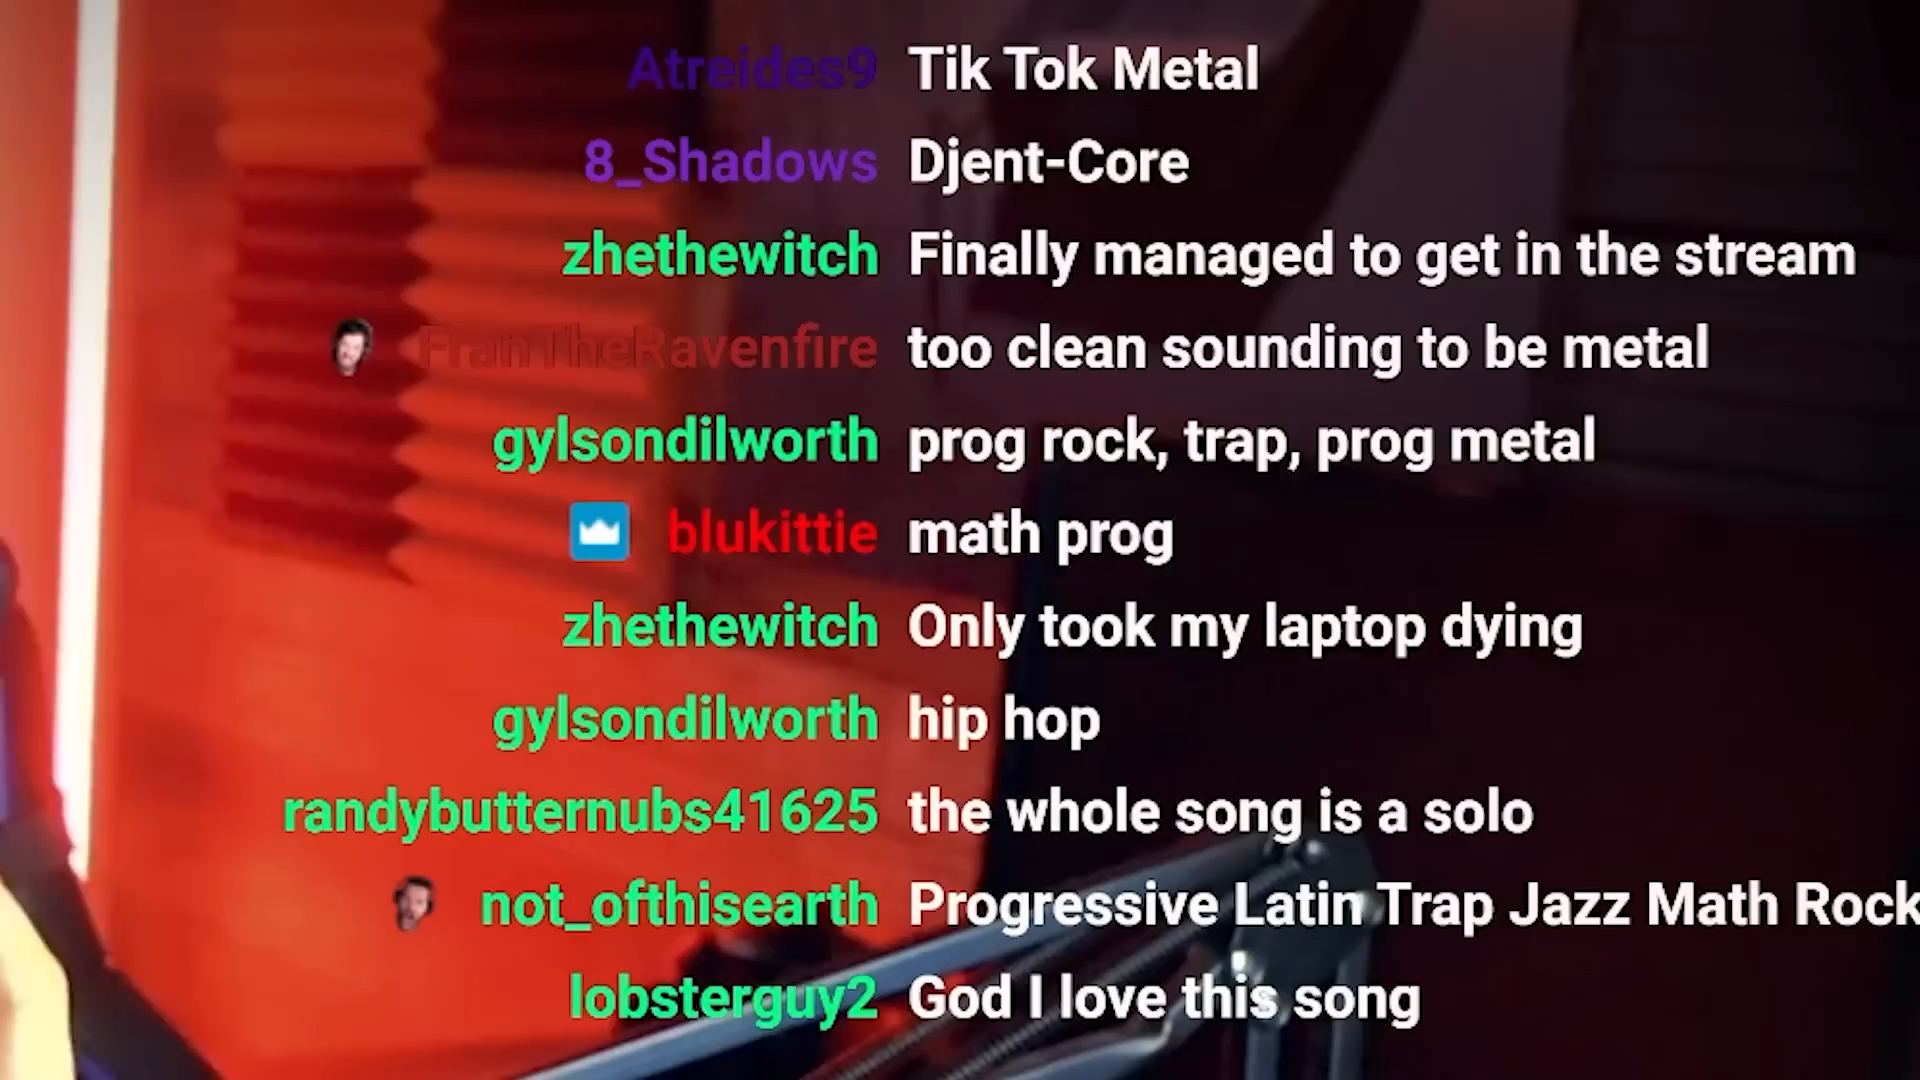 Atreides9 Tik Tok Metal
8_Shadows Djent-Core
zhethewitch Finally managed to get in the stream
FranTheRavenfire too clean sounding to be metal
gylsondilworth prog rock, trap, prog metal
blukittie math prog
zhethewitch Only took my laptop dying
gylsondilworth hip hop
randybutternubs41625 the whole song is a solo
not_ofthisearth Progressive Latin Trap Jazz Math Rock
lobsterguy2 God I love this song